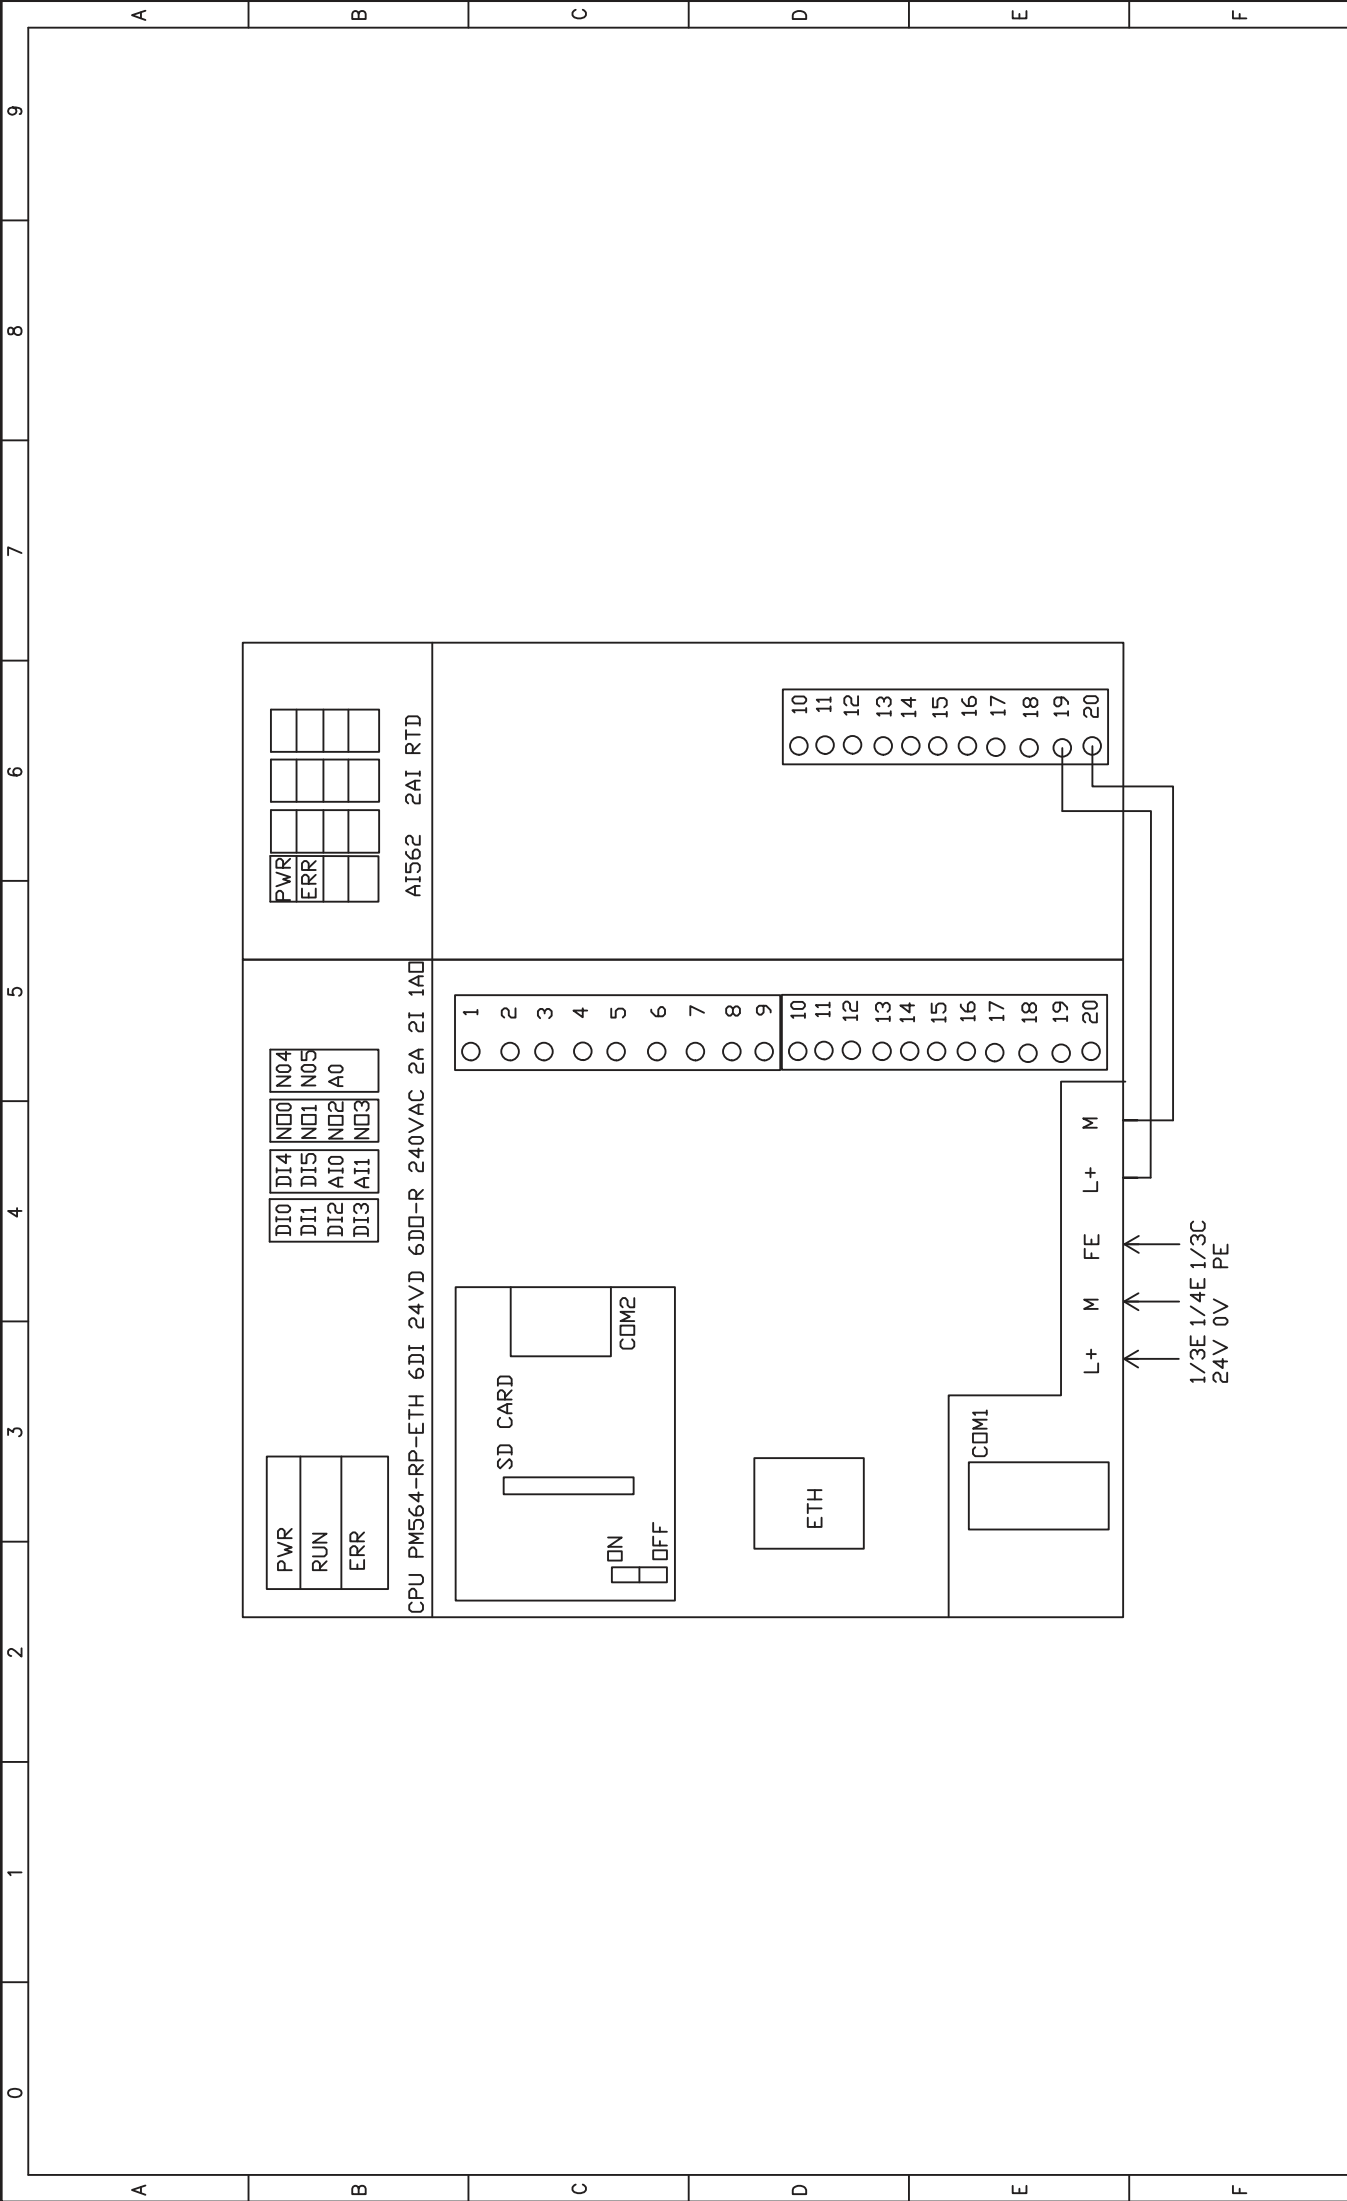 0 1 2 3 4 5 6 7 8 9
A A
B B
PWR
RUN
ERR
DI0 DI4 NO0 N04
DI1 DI5 NO1 N05
DI2 AI0 NO2 A0
DI3 AI1 NO3
PWR
ERR
CPU PM564-RP-ETH 6DI 24VD 6DO-R 240VAC 2A 2I 1AO
AI562 2AI RTD
C C
SD CARD
COM2
ON
OFF
1
2
3
4
5
6
7
8
9
D D
ETH
10
11
12
13
14
15
16
17
18
19
20
10
11
12
13
14
15
16
17
18
19
20
E E
COM1
L+ M FE L+ M
1/3E 1/4E 1/3C
24V 0V PE
F F